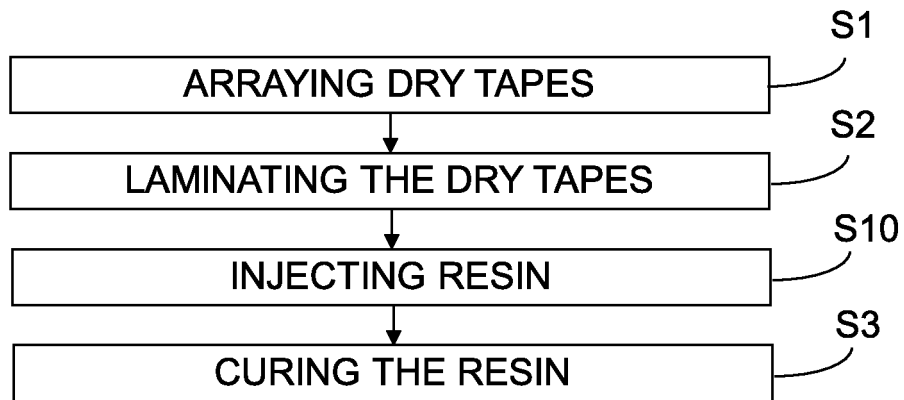 S1
ARRAYING DRY TAPES
S2
LAMINATING THE DRY TAPES
S10
INJECTING RESIN
S3
CURING THE RESIN